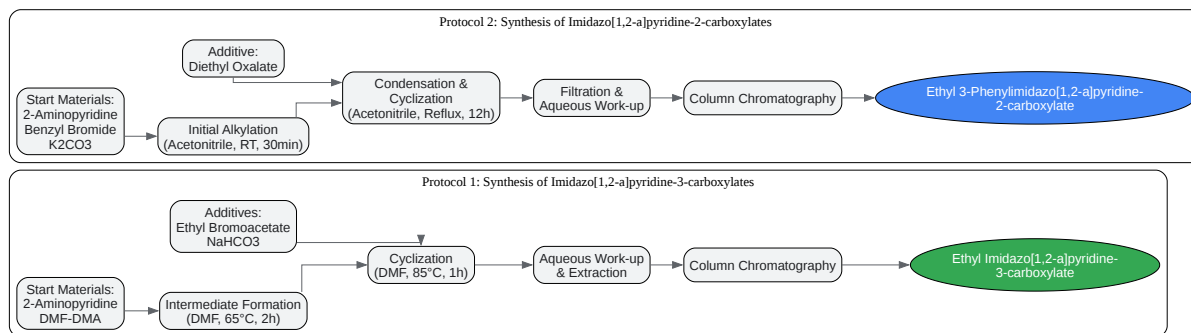 Protocol 2: Synthesis of Imidazo[1,2-a]pyridine-2-carboxylates
Additive:
Diethyl Oxalate
Start Materials:
2-Aminopyridine
Benzyl Bromide
K2CO3
Initial Alkylation
(Acetonitrile, RT, 30min)
Condensation &
Cyclization
(Acetonitrile, Reflux, 12h)
Filtration &
Aqueous Work-up
Column Chromatography
Ethyl 3-Phenylimidazo[1,2-a]pyridine-
2-carboxylate
Protocol 1: Synthesis of Imidazo[1,2-a]pyridine-3-carboxylates
Additives:
Ethyl Bromoacetate
NaHCO3
Start Materials:
2-Aminopyridine
DMF-DMA
Intermediate Formation
(DMF, 65°C, 2h)
Cyclization
(DMF, 85°C, 1h)
Aqueous Work-up
& Extraction
Column Chromatography
Ethyl Imidazo[1,2-a]pyridine-
3-carboxylate